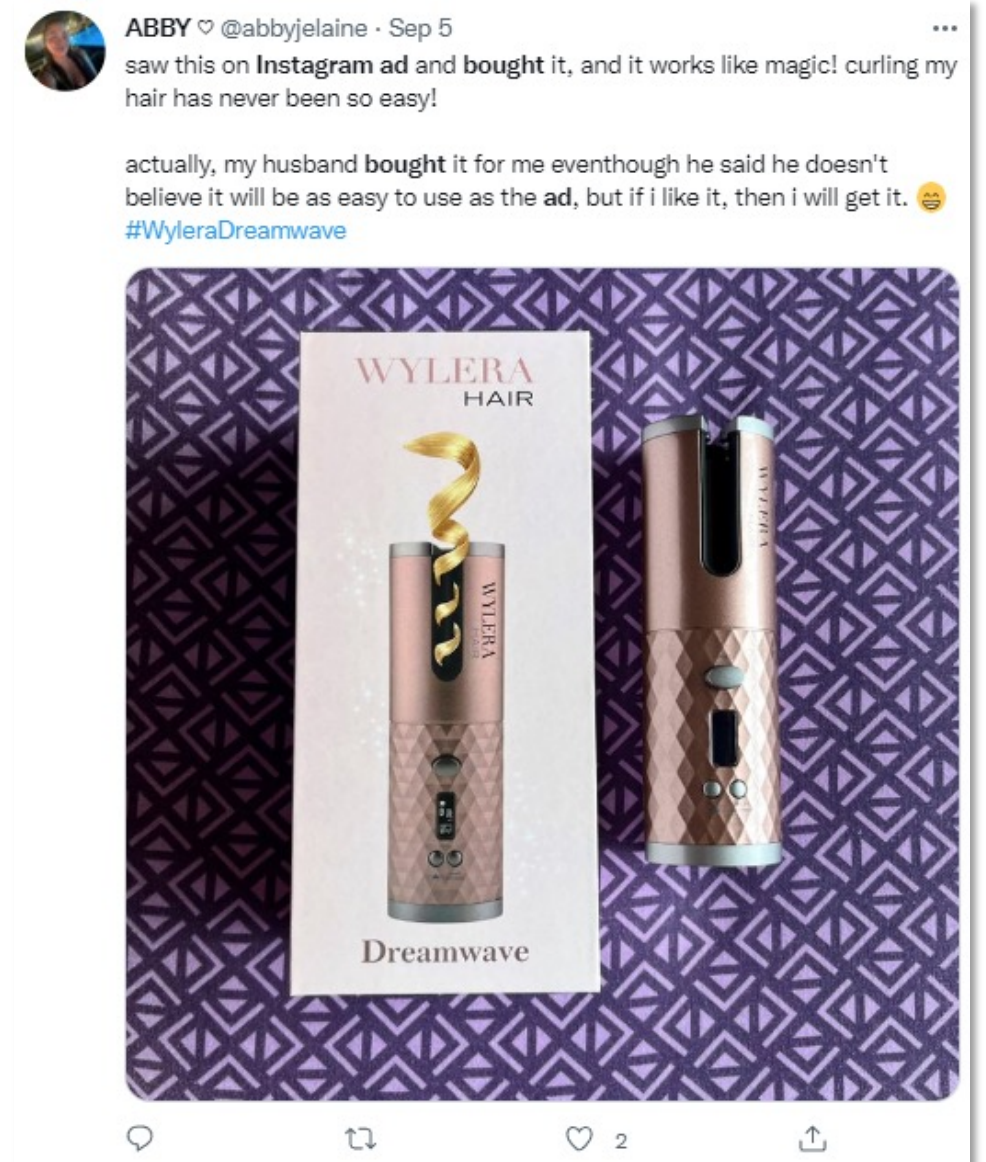 ABBY ♡ @abbyjelaine · Sep 5
saw this on Instagram ad and bought it, and it works like magic! curling my
hair has never been so easy!
actually, my husband bought it for me eventhough he said he doesn't
believe it will be as easy to use as the ad, but if i like it, then i will get it. 😁
#WyleraDreamwave
WYLERA
HAIR
WYLERA
WYLERA
Dreamwave
2